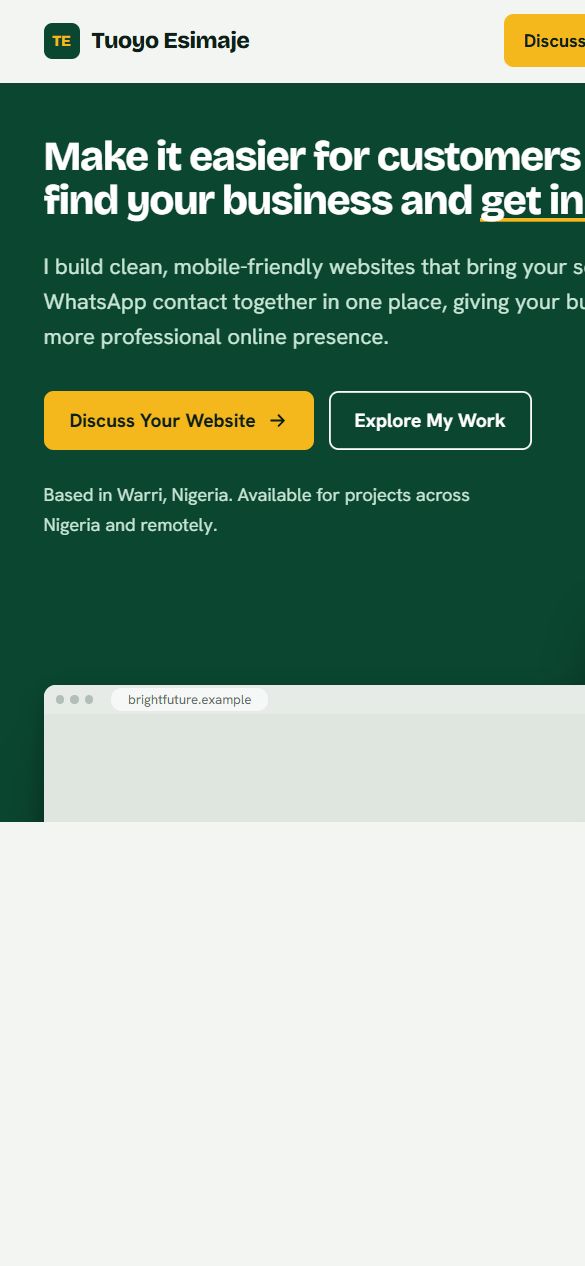 TE
Tuoyo Esimaje
Discuss
Make it easier for customers
find your business and get in
I build clean, mobile-friendly websites that bring your
WhatsApp contact together in one place, giving your
more professional online presence.
Discuss Your Website →
Explore My Work
Based in Warri, Nigeria. Available for projects across
Nigeria and remotely.
brightfuture.example